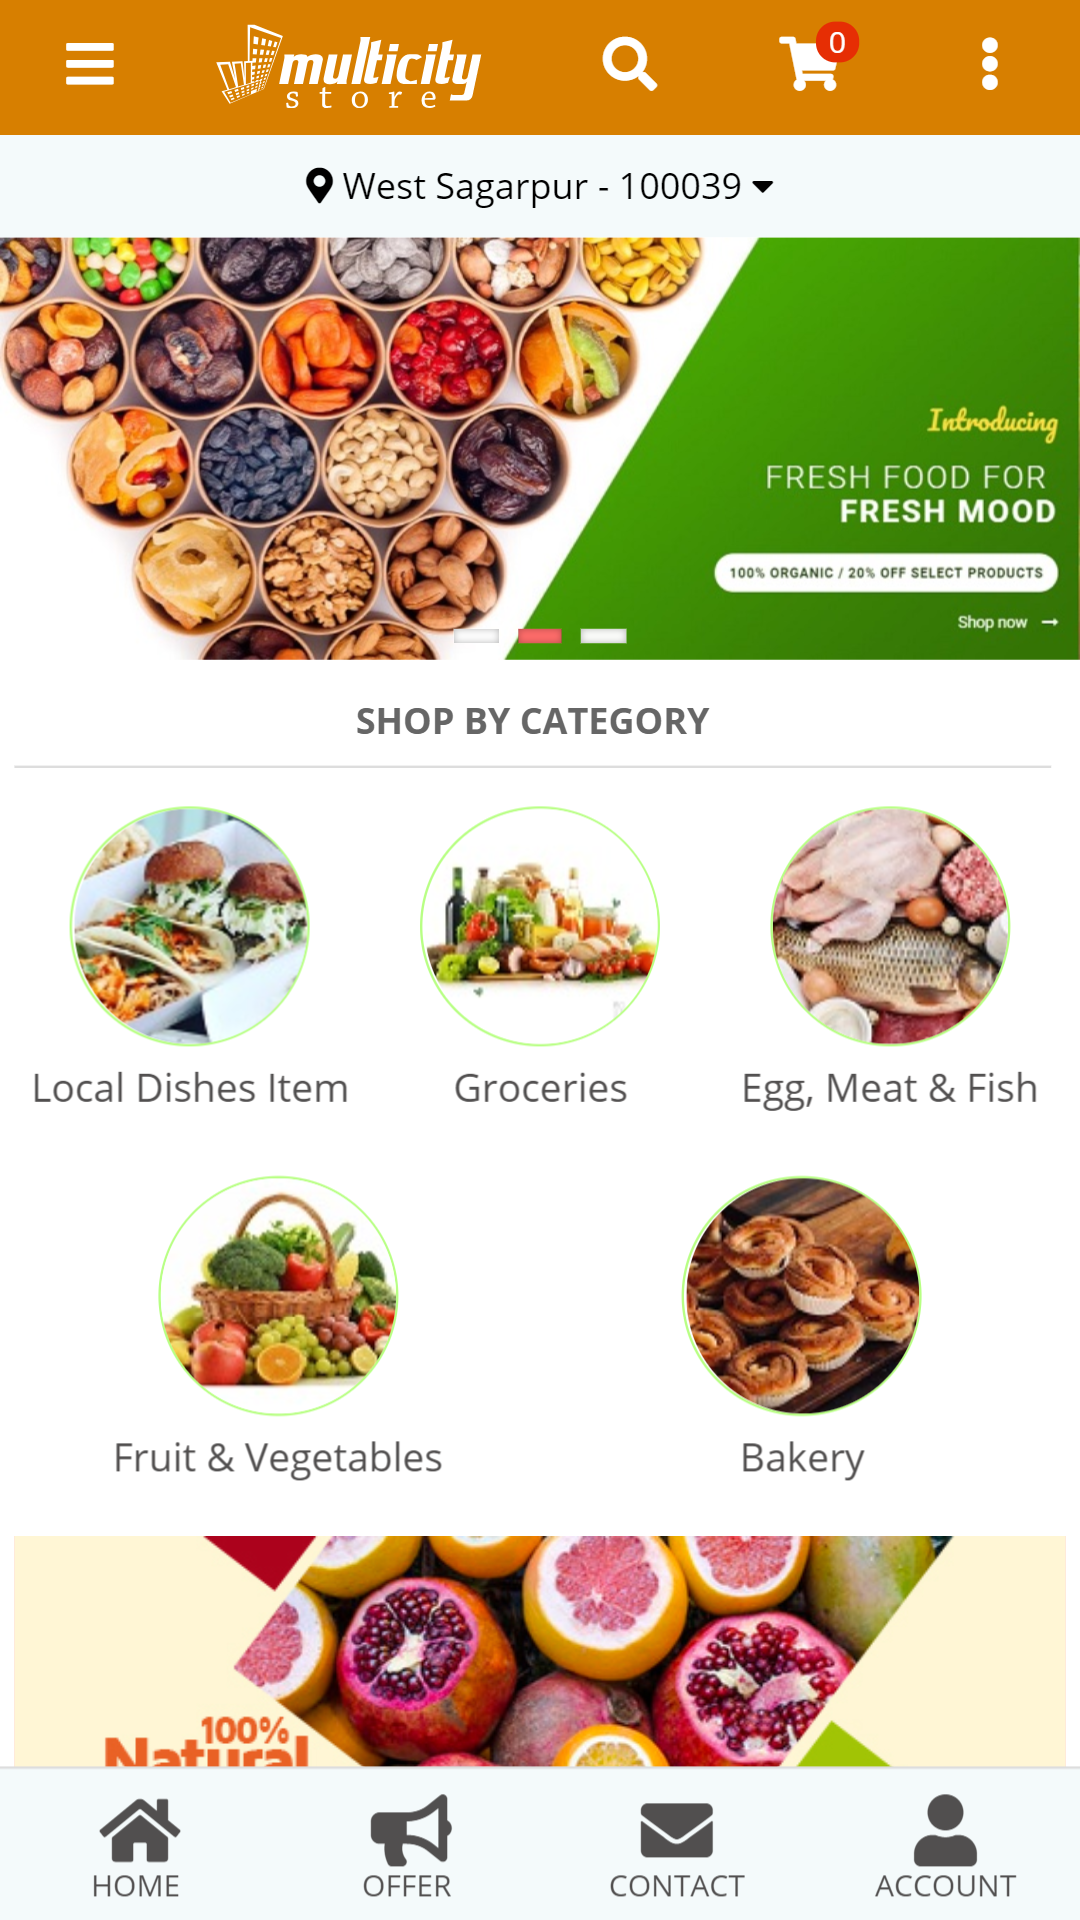 multicity
store
0
West Sagarpur - 100039
Introducing
FRESH FOOD FOR
FRESH MOOD
100% ORGANIC / 20% OFF SELECT PRODUCTS
Shop now
SHOP BY CATEGORY
Local Dishes Item
Groceries
Egg, Meat & Fish
Fruit & Vegetables
Bakery
100%
Natural
HOME
OFFER
CONTACT
ACCOUNT